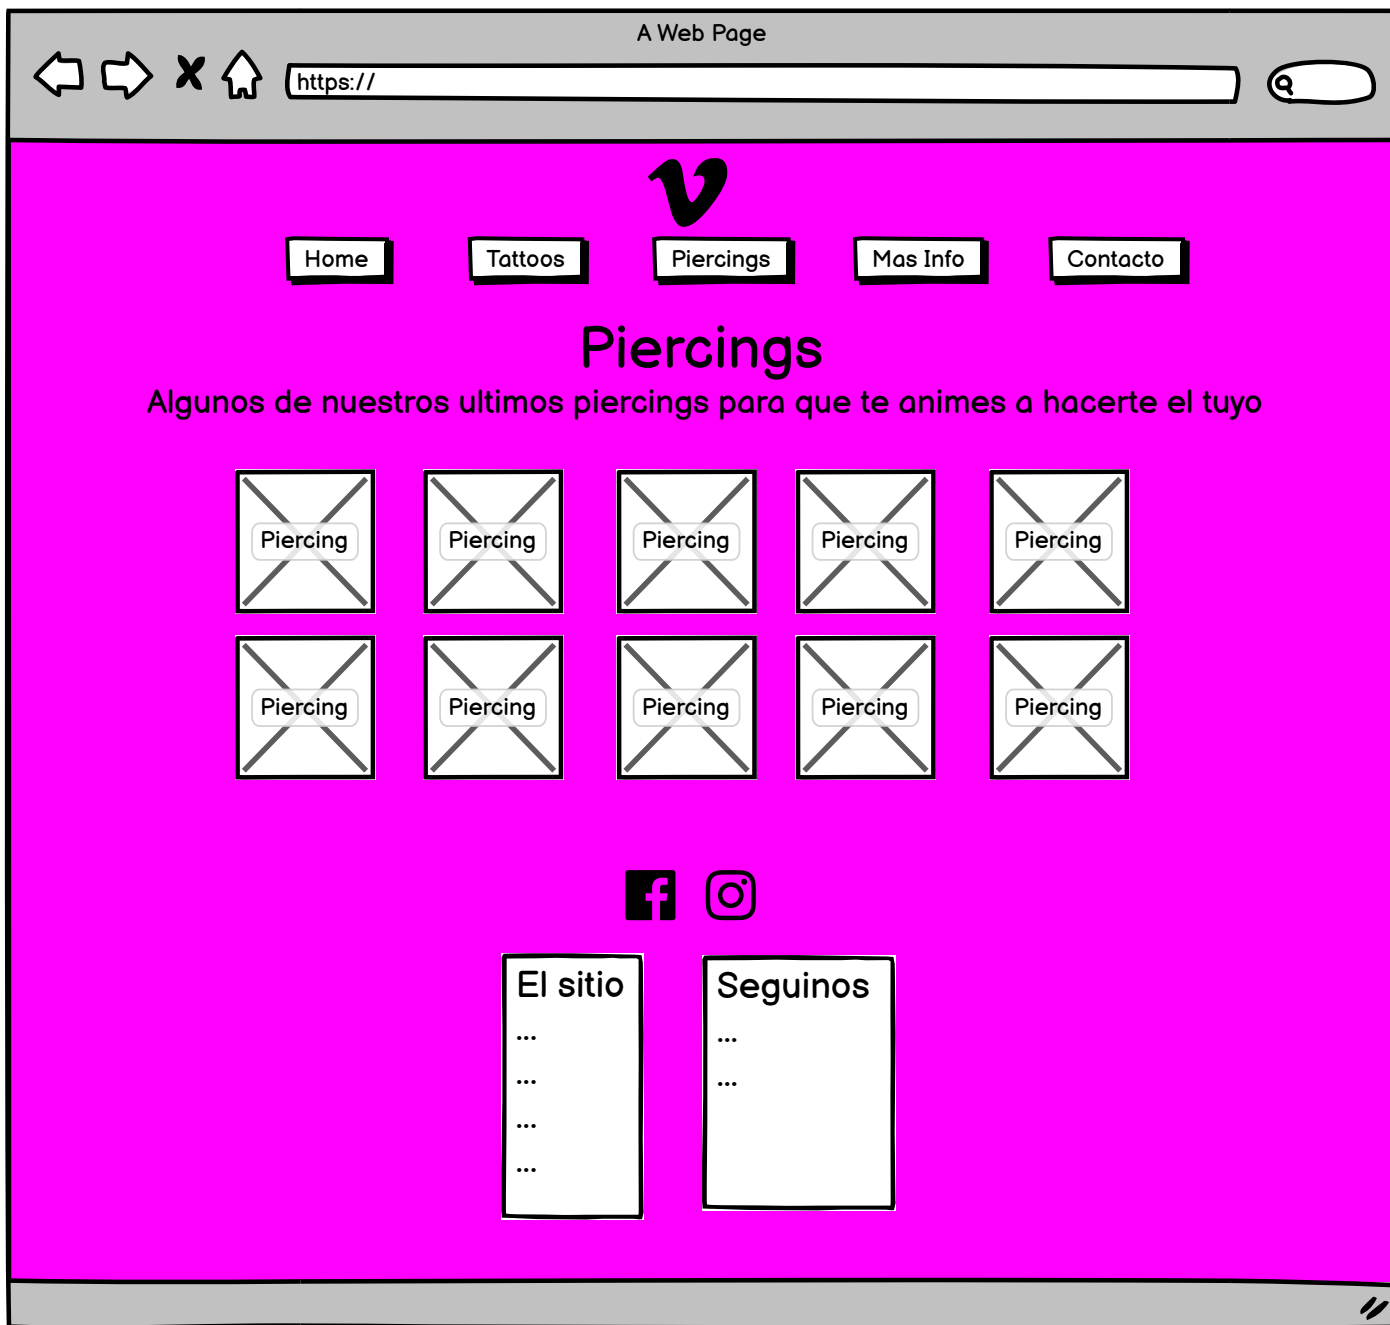 A Web Page
https://
Home Tattoos Piercings Mas Info Contacto
Piercings
Algunos de nuestros ultimos piercings para que te animes a hacerte el tuyo
Piercing Piercing Piercing Piercing Piercing
Piercing Piercing Piercing Piercing Piercing
El sitio
...
...
...
...
Seguinos
...
...